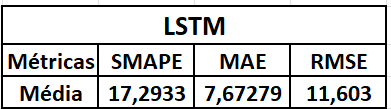 LSTM
Métricas SMAPE MAE RMSE
Média 17,2933 7,67279 11,603